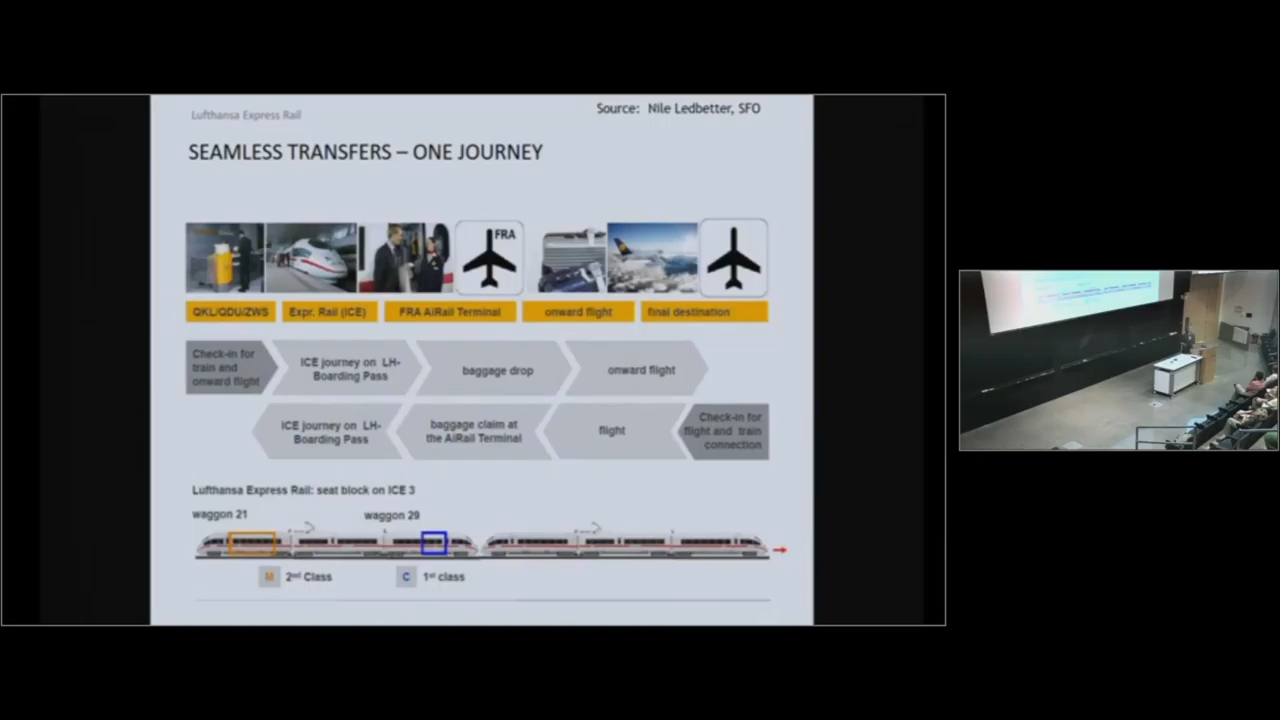 Lufthansa Express Rail
Source: Nile Ledbetter, SFO
SEAMLESS TRANSFERS – ONE JOURNEY
FRA
QKL/QDU/ZWS
Expr. Rail (ICE)
FRA AiRail Terminal
onward flight
final destination
Check-in for
train and
onward flight
ICE journey on LH-
Boarding Pass
baggage drop
onward flight
ICE journey on LH-
Boarding Pass
baggage claim at
the AiRail Terminal
flight
Check-in for
flight and train
connection
Lufthansa Express Rail: seat block on ICE 3
waggon 21
waggon 29
M 2nd Class
C 1st class